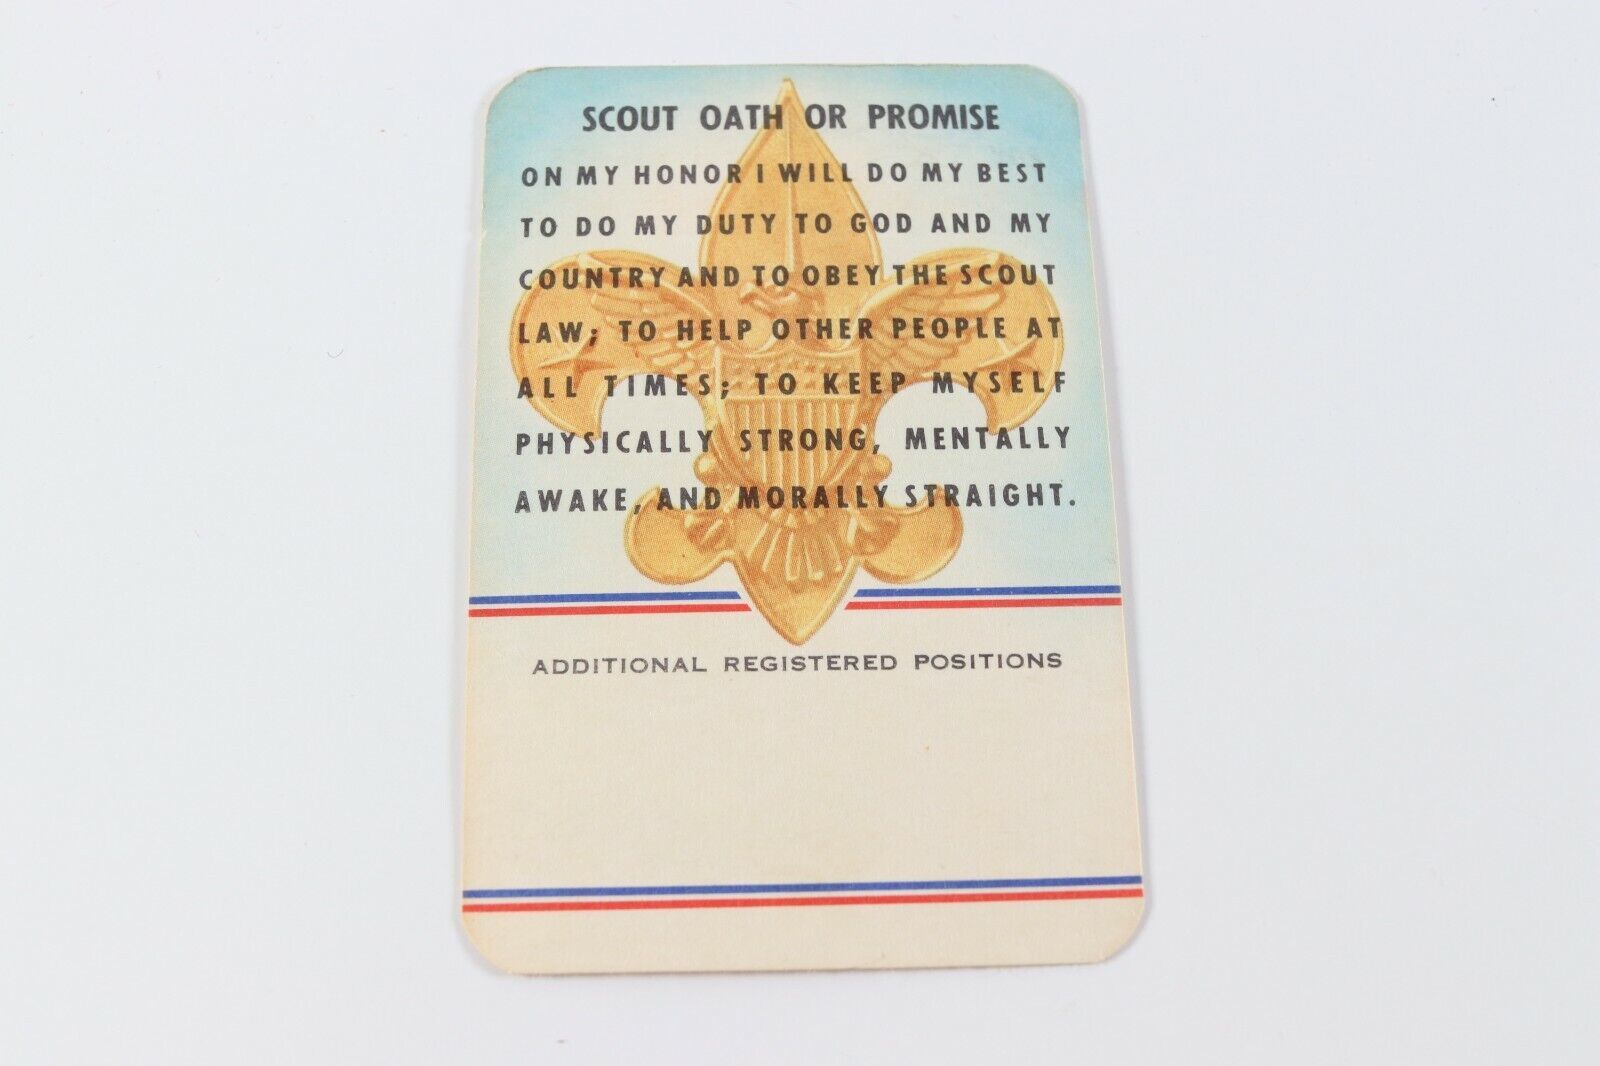 SCOUT OATH OR PROMISE
ON MY HONOR I WILL DO MY BEST
TO DO MY DUTY TO GOD AND MY
COUNTRY AND TO OBEY THE SCOUT
LAW; TO HELP OTHER PEOPLE AT
ALL TIMES; TO KEEP MYSELF
PHYSICALLY STRONG, MENTALLY
AWAKE, AND MORALLY STRAIGHT.
ADDITIONAL REGISTERED POSITIONS